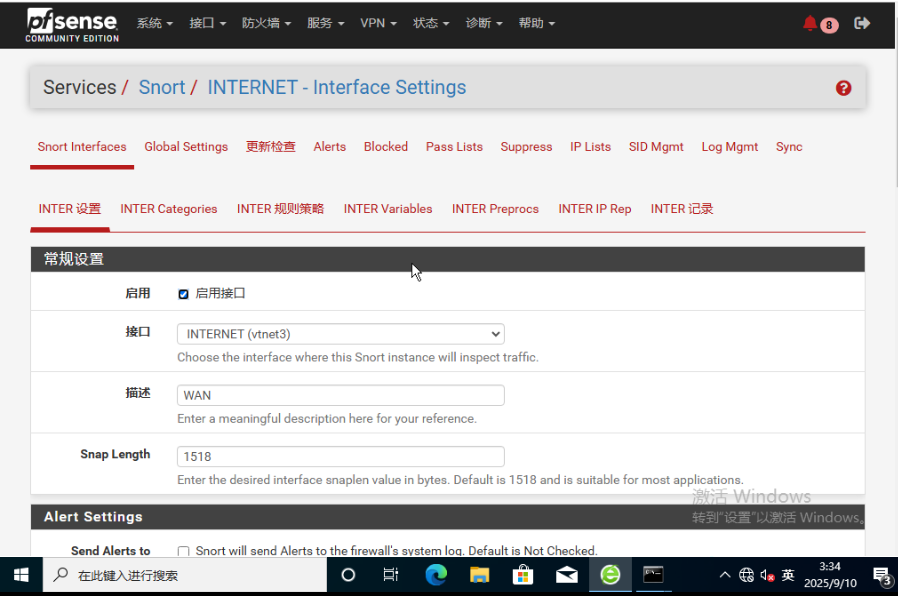 pfsense
COMMUNITY EDITION
系统 接口 防火墙 服务 VPN 状态 诊断 帮助 8
Services / Snort / INTERNET - Interface Settings ?
Snort Interfaces Global Settings 更新检查 Alerts Blocked Pass Lists Suppress IP Lists SID Mgmt Log Mgmt Sync
INTER 设置 INTER Categories INTER 规则策略 INTER Variables INTER Preprocs INTER IP Rep INTER 记录
常规设置
启用 启用接口
接口 INTERNET (vtnet3)
Choose the interface where this Snort instance will inspect traffic.
描述 WAN
Enter a meaningful description here for your reference.
Snap Length 1518
Enter the desired interface snaplen value in bytes. Default is 1518 and is suitable for most applications.
激活 Windows
Alert Settings
转到"设置"以激活 Windows。
Send Alerts to Snort will send Alerts to the firewall's system log. Default is Not Checked.
在此键入进行搜索
英
3:34
2025/9/10
3